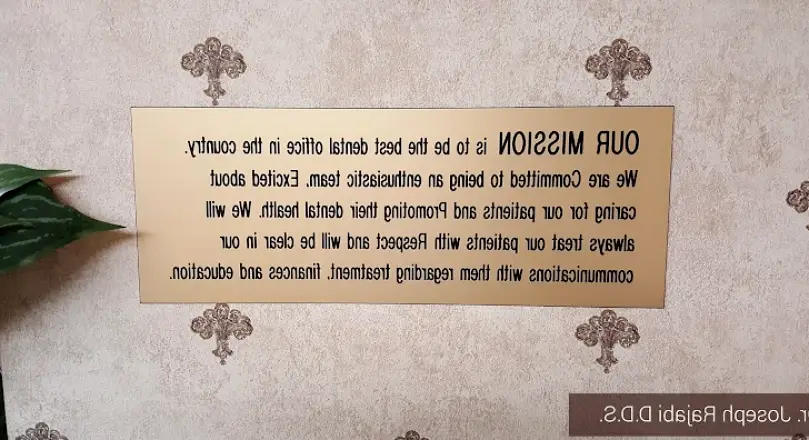 OUR MISSION is to be the best dental office in the country.
We are Committed to being an enthusiastic team, Excited about
caring for our patients and Promoting their dental health. We will
always treat our patients with Respect and will be clear in our
communications with them regarding treatment, finances and education.
r. Joseph Rajabi D.D.S.